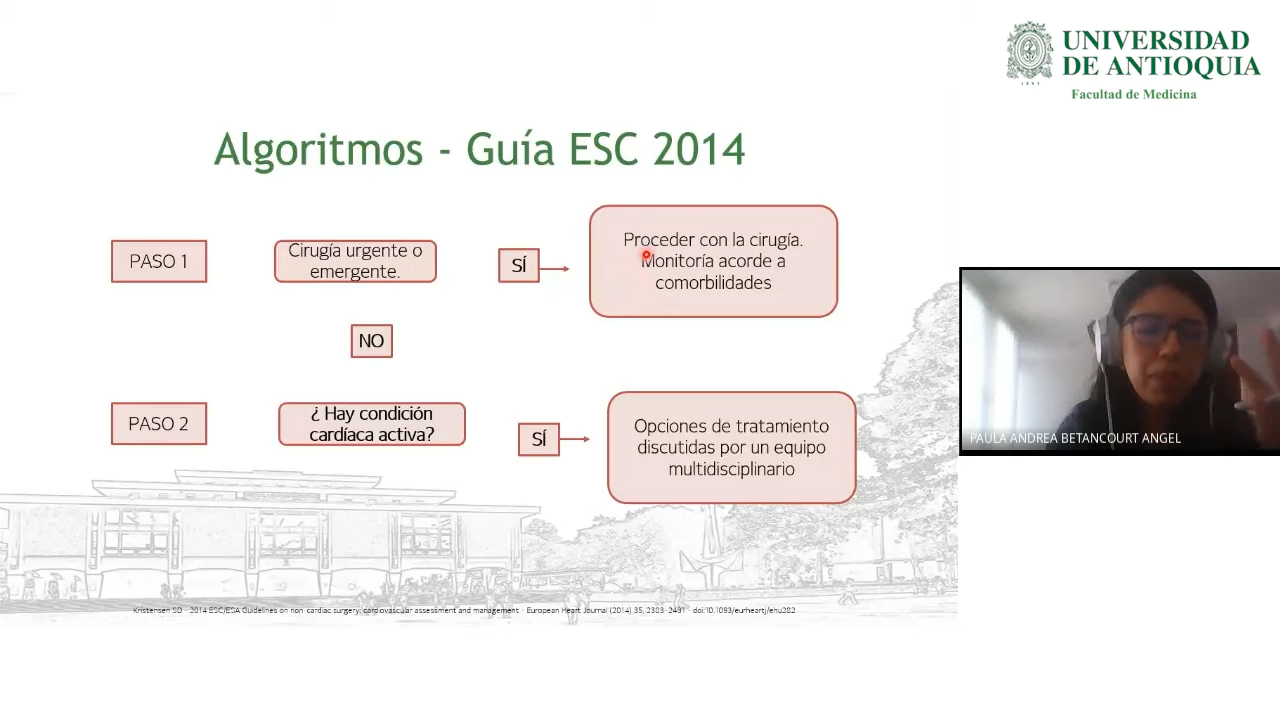 UNIVERSIDAD
DE ANTIOQUIA
Facultad de Medicina
Algoritmos - Guía ESC 2014
PASO 1
Cirugía urgente o
emergente.
SÍ
Proceder con la cirugía.
Monitoría acorde a
comorbilidades
NO
PASO 2
¿ Hay condición
cardíaca activa?
SÍ
Opciones de tratamiento
discutidas por un equipo
multidisciplinario
PAULA ANDREA BETANCOURT ANGEL
Kristensen SD - 2014 ESC/ESA Guidelines on non-cardiac surgery: cardiovascular assessment and management - European Heart Journal (2014) 35, 2383–2431 doi:10.1093/eurheartj/ehu282